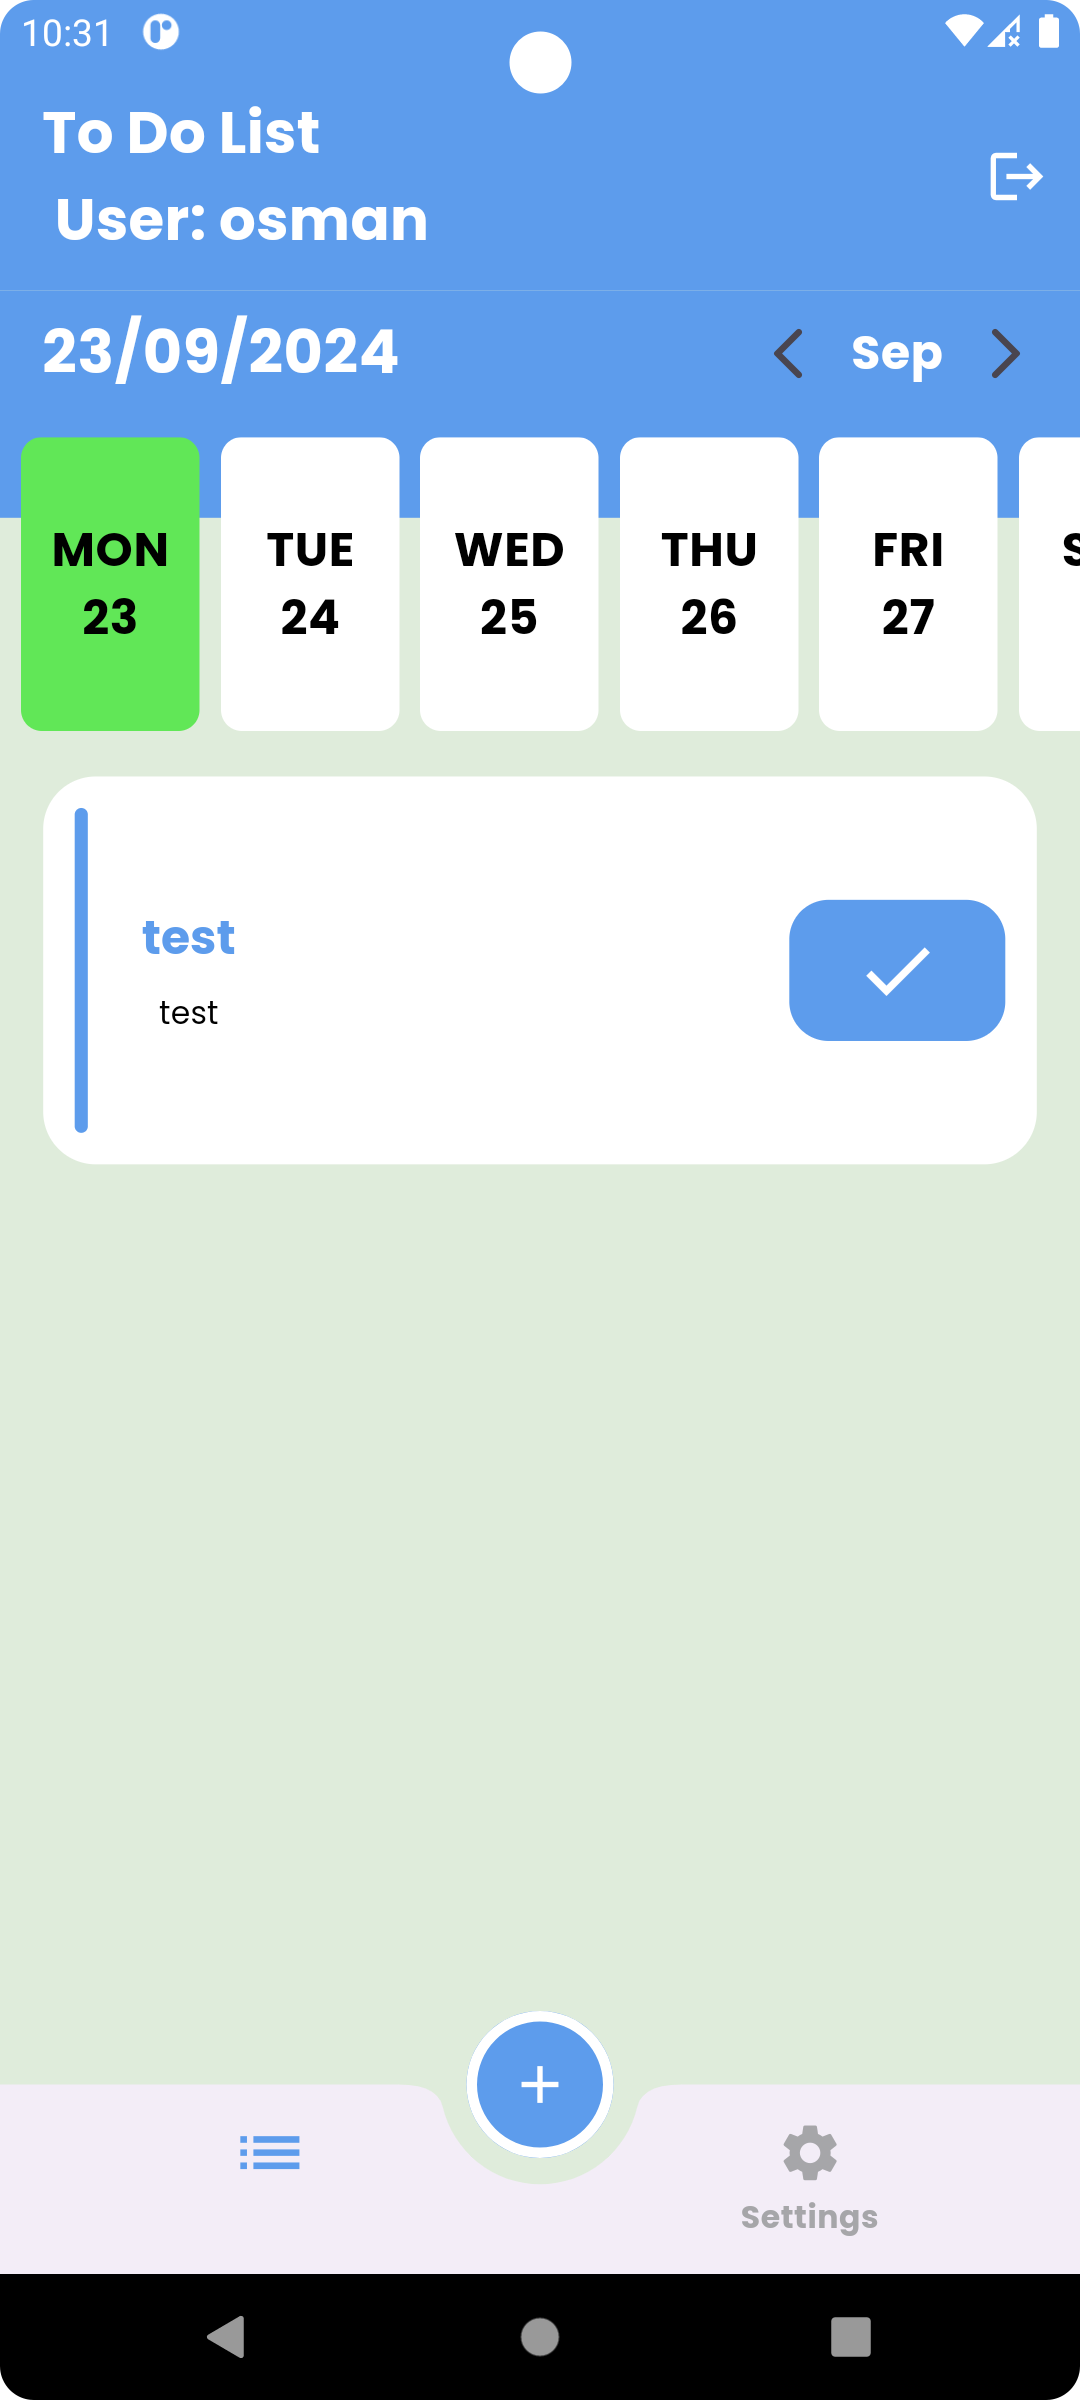 10:31
To Do List
User: osman
23/09/2024
Sep
MON
23
TUE
24
WED
25
THU
26
FRI
27
S
test
test
Settings